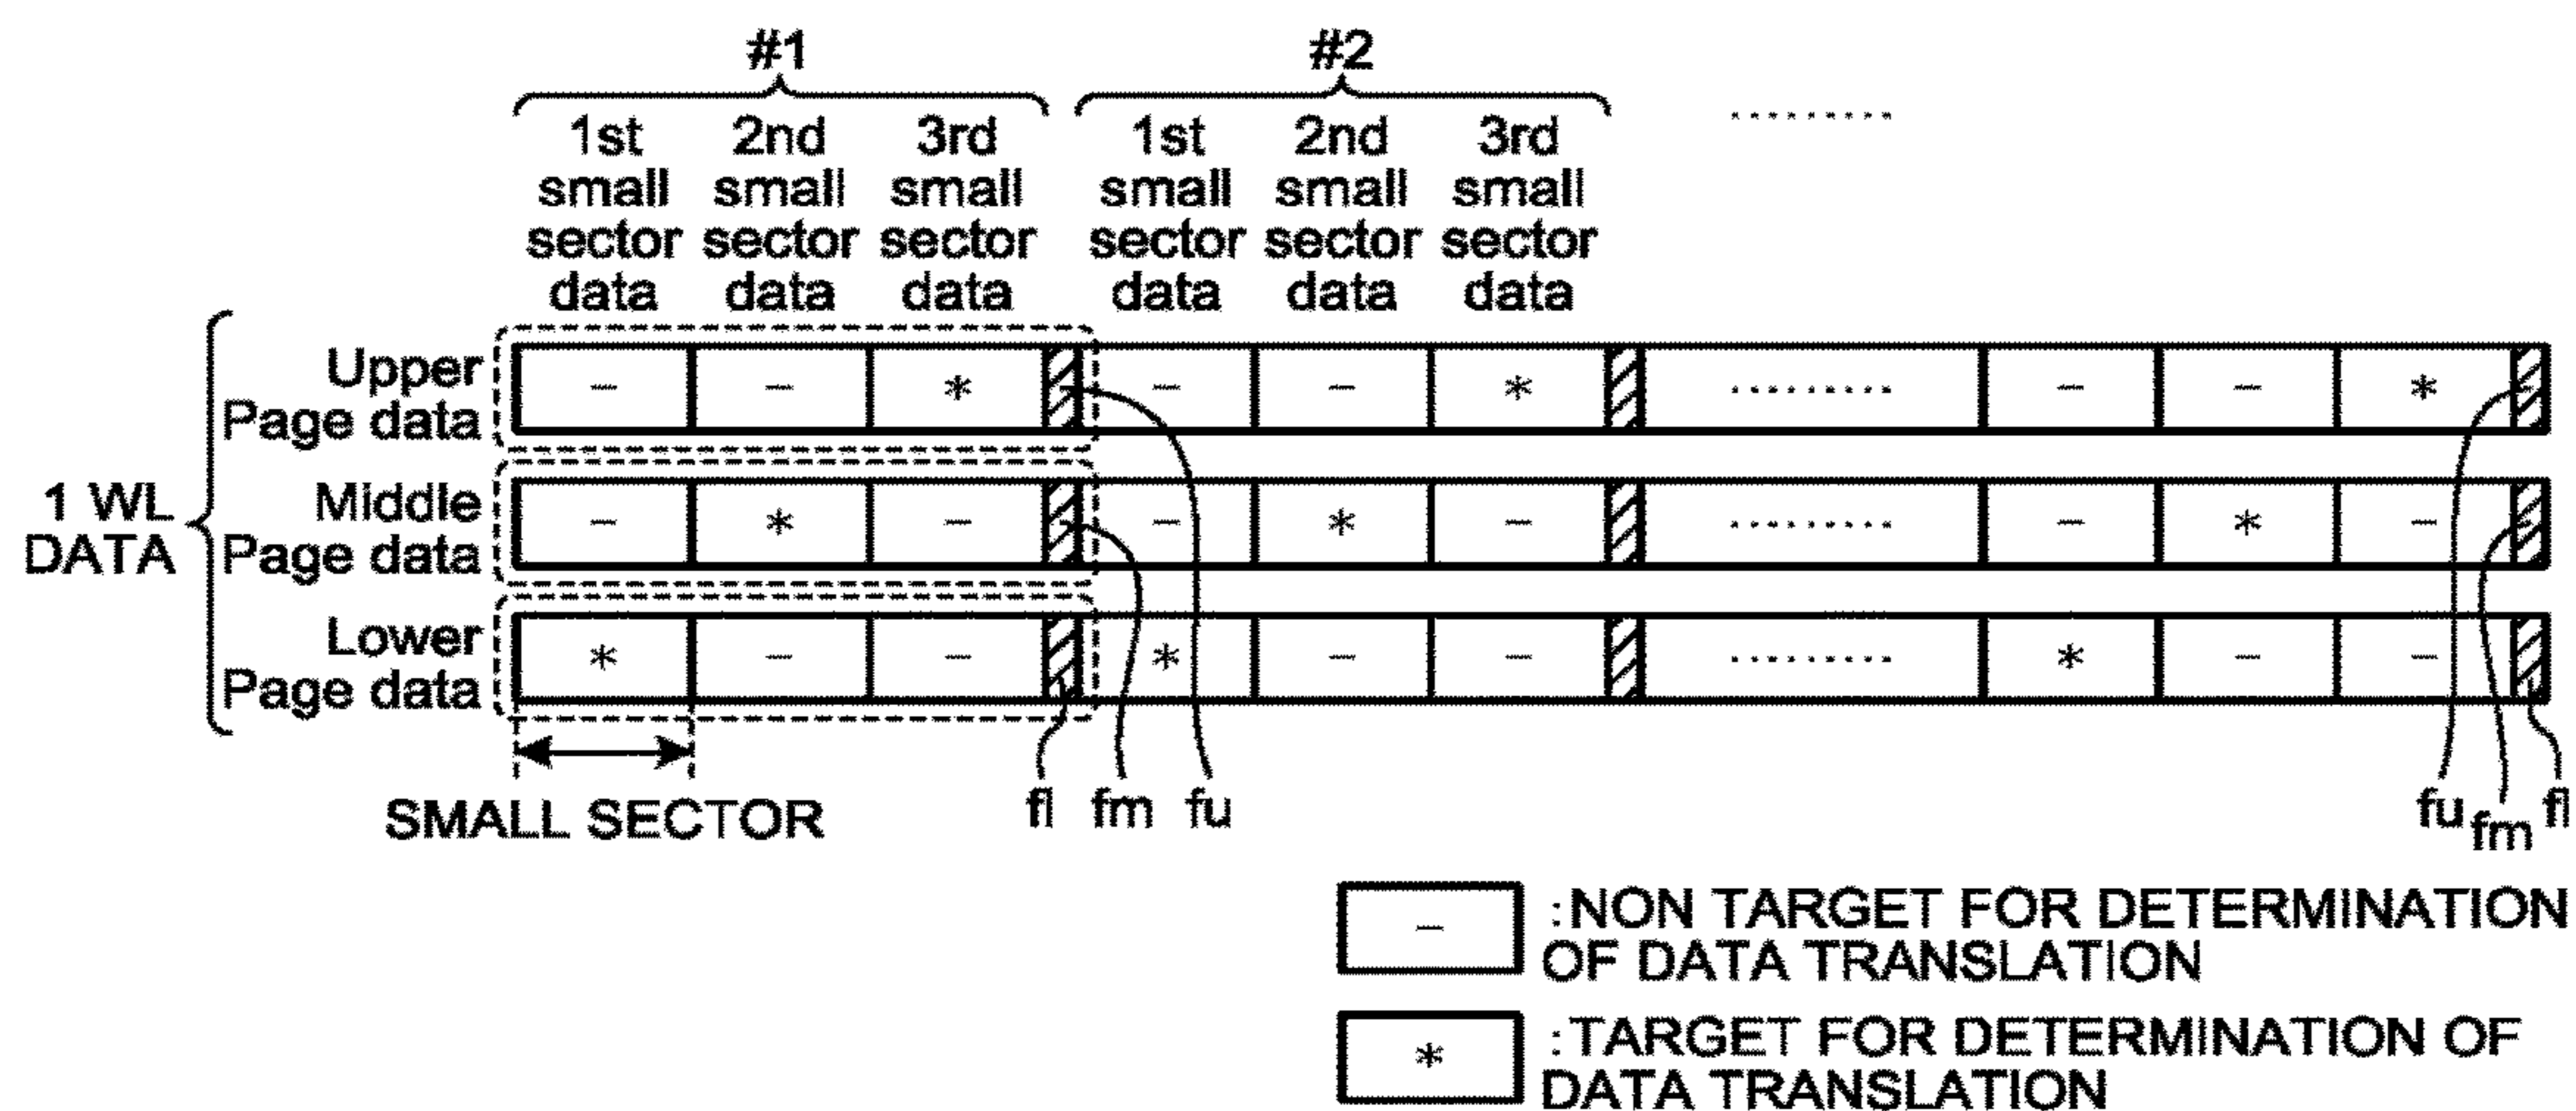 #1 #2
1st 2nd 3rd 1st 2nd 3rd .........
small small small small small small
sector sector sector sector sector sector
data data data data data data
Upper Page data - - * - - * ......... - - *
1 WL DATA Middle Page data - * - - * - ......... - * -
Lower Page data * - - * - - ......... * - -
SMALL SECTOR fl fm fu fu fm fl
- :NON TARGET FOR DETERMINATION
OF DATA TRANSLATION
* :TARGET FOR DETERMINATION OF
DATA TRANSLATION